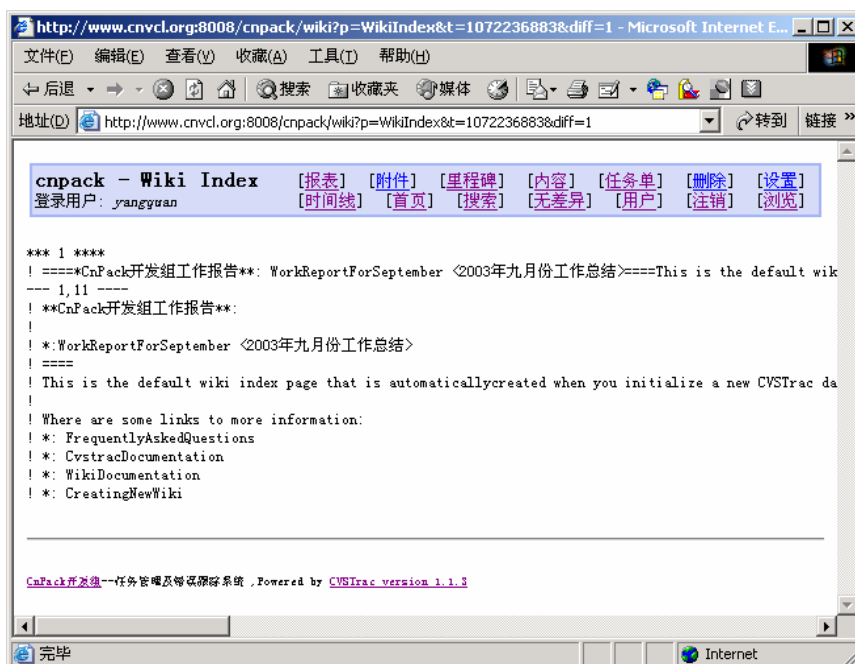 http://www.cnvcl.org:8008/cnpack/wiki?p=WikiIndex&t=1072236883&diff=1 - Microsoft Internet E...
文件(F) 编辑(E) 查看(V) 收藏(A) 工具(T) 帮助(H)
后退 搜索 收藏夹 媒体
地址(D) http://www.cnvcl.org:8008/cnpack/wiki?p=WikiIndex&t=1072236883&diff=1 转到 链接 »
cnpack - Wiki Index [报表] [附件] [里程碑] [内容] [任务单] [删除] [设置]
登录用户: yangyuan [时间线] [首页] [搜索] [无差异] [用户] [注销] [浏览]
*** 1 ****
! ====*CnPack开发组工作报告**: WorkReportForSeptember <2003年九月份工作总结>====This is the default wik
--- 1,11 ----
! **CnPack开发组工作报告**:
!
! *:WorkReportForSeptember <2003年九月份工作总结>
! ====
! This is the default wiki index page that is automaticallycreated when you initialize a new CVSTrac da
!
! Where are some links to more information:
! *: FrequentlyAskedQuestions
! *: CvstracDocumentation
! *: WikiDocumentation
! *: CreatingNewWiki
CnPack开发组--任务管理及错误跟踪系统 ,Powered by CVSTrac version 1.1.3
完毕 Internet